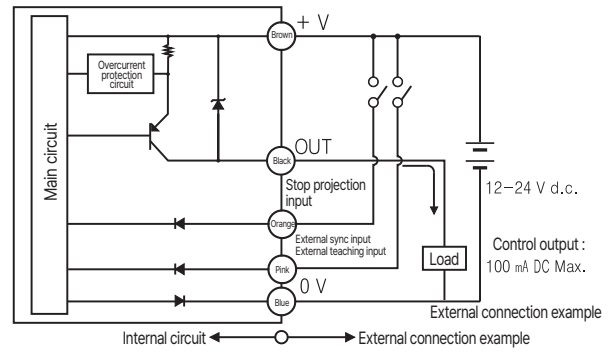 + V
Brown
Overcurrent
protection
circuit
Main circuit
OUT
Black
Stop projection
input
12-24 V d.c.
Orange
External sync input
External teaching input
Control output :
100 mA DC Max.
Load
Pink
0 V
Blue
External connection example
Internal circuit
External connection example